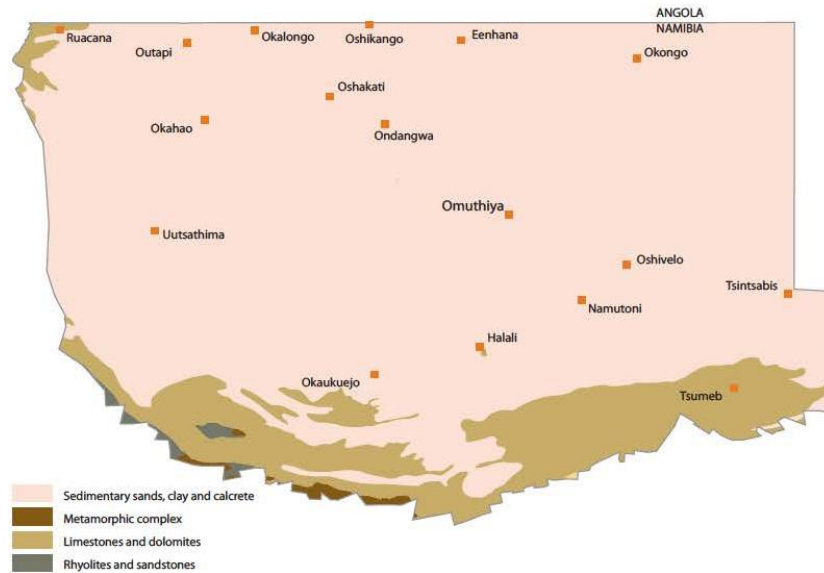 ANGOLA
NAMIBIA
Ruacana
Outapi
Okalongo
Oshikango
Eenhana
Okongo
Oshakati
Okahao
Ondangwa
Omuthiya
Uutsathima
Oshivelo
Tsintsabis
Namutoni
Halali
Okaukuejo
Tsumeb
Sedimentary sands, clay and calcrete
Metamorphic complex
Limestones and dolomites
Rhyolites and sandstones